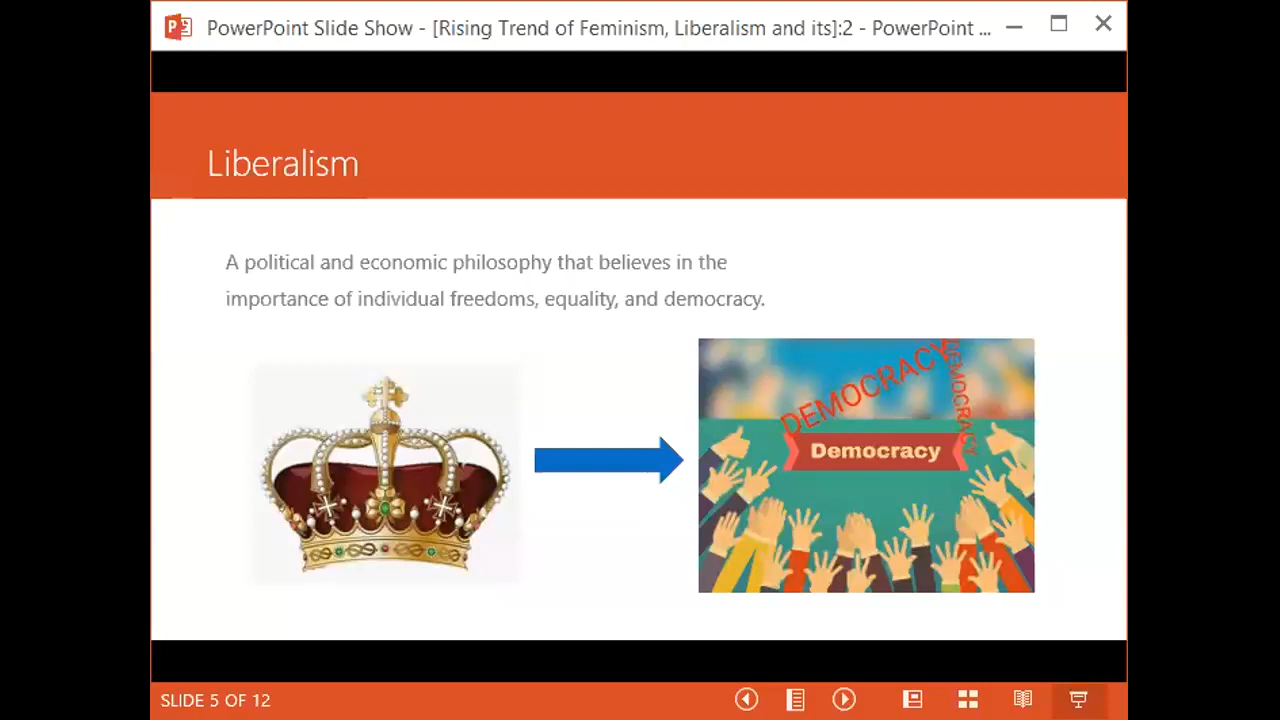 PowerPoint Slide Show - [Rising Trend of Feminism, Liberalism and its]:2 - PowerPoint ...
Liberalism
A political and economic philosophy that believes in the
importance of individual freedoms, equality, and democracy.
DEMOCRACY
DEMOCRACY
Democracy
SLIDE 5 OF 12